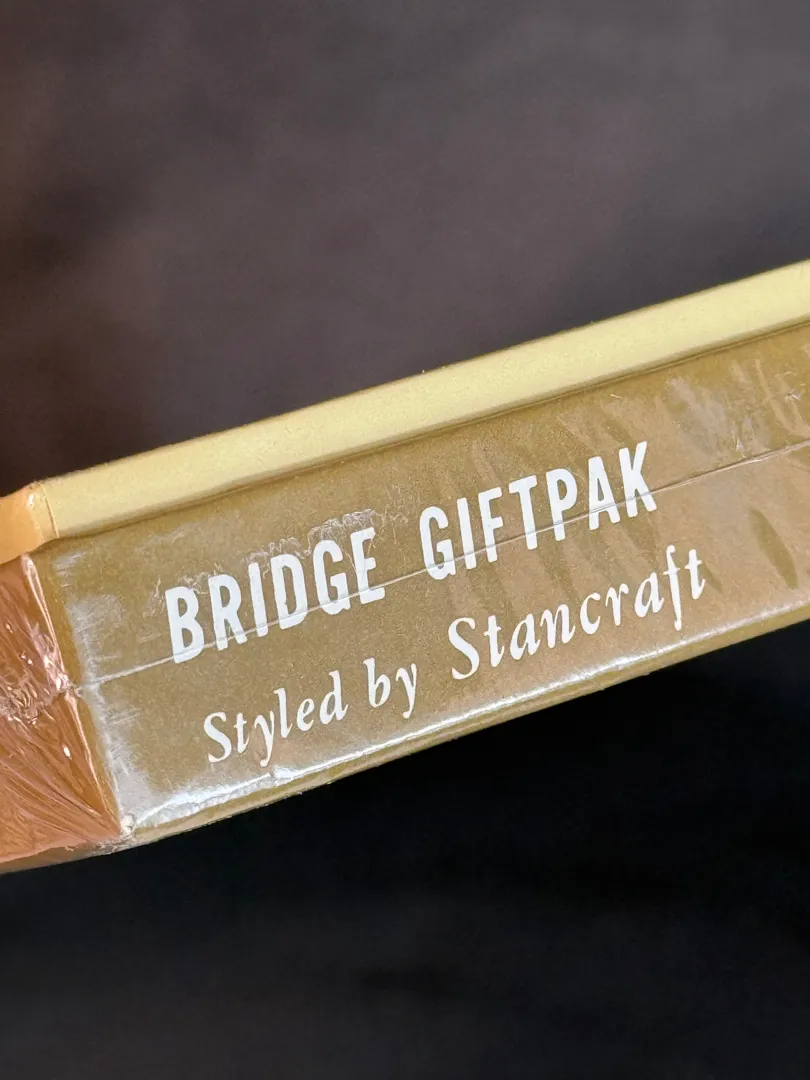 BRIDGE GIFTPAK
Styled by Stancraft